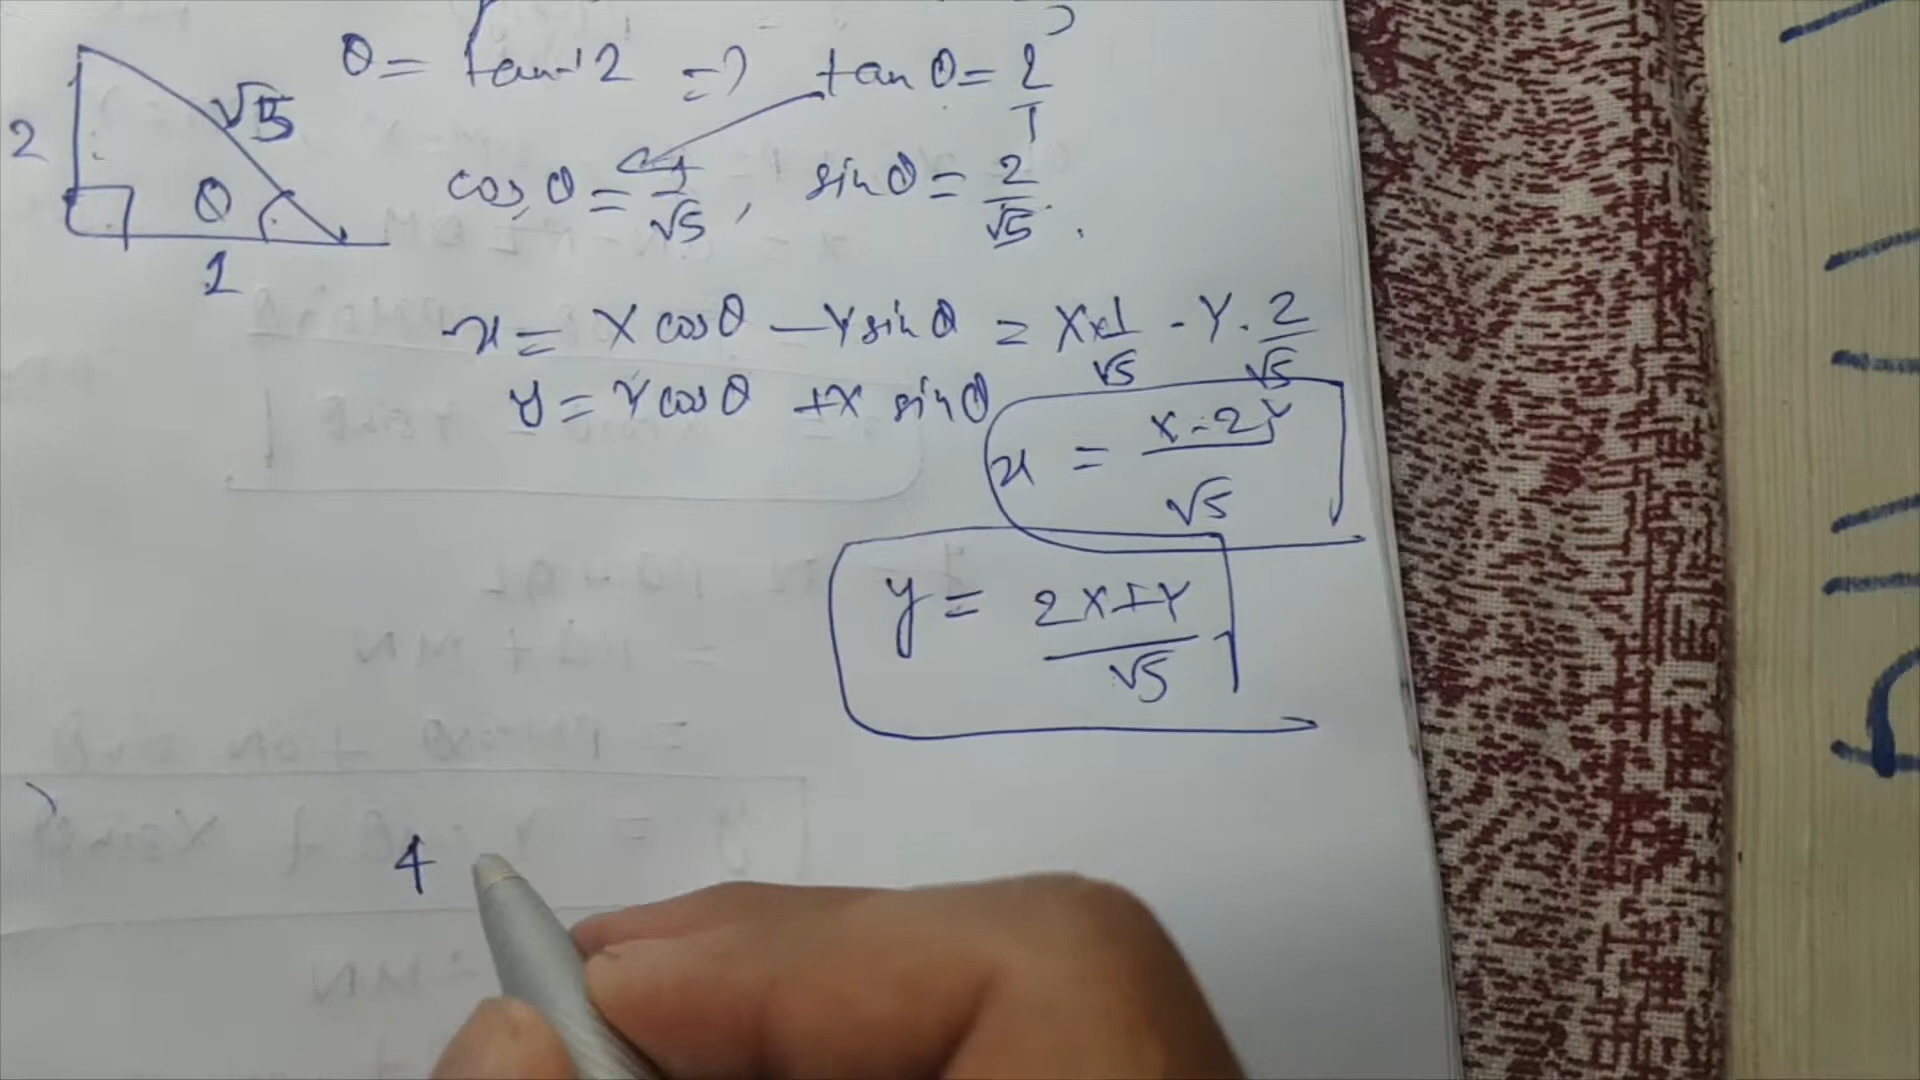 θ = tan⁻¹2 => tan θ = 2/1
2
√5
θ
1
cos θ = 1/√5 , sin θ = 2/√5 .
x = X cos θ – Y sin θ = X×1/√5 - Y · 2/√5
y = Y cos θ + X sin θ
x = X - 2Y / √5
y = 2X + Y / √5
4